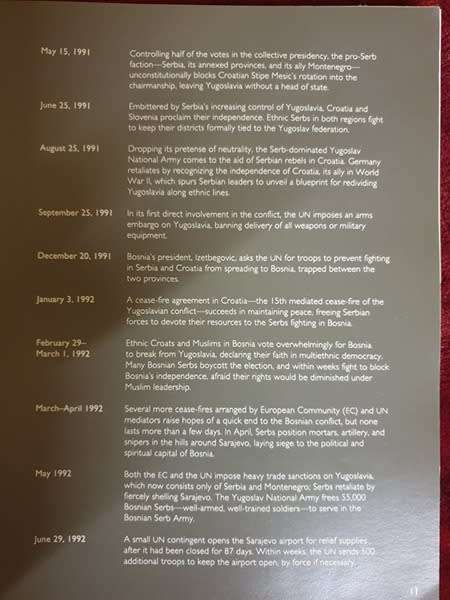 May 15, 1991
Controlling half of the votes in the collective presidency, the pro-Serb
faction—Serbia, its annexed provinces, and its ally Montenegro—
unconstitutionally blocks Croatian Stipe Mesic's rotation into the
chairmanship, leaving Yugoslavia without a head of state.
June 25, 1991
Embittered by Serbia's increasing control of Yugoslavia, Croatia and
Slovenia proclaim their independence. Ethnic Serbs in both regions fight
to keep their districts formally tied to the Yugoslav federation.
August 25, 1991
Dropping its pretense of neutrality, the Serb-dominated Yugoslav
National Army comes to the aid of Serbian rebels in Croatia. Germany
retaliates by recognizing the independence of Croatia, its ally in World
War II, which spurs Serbian leaders to unveil a blueprint for redividing
Yugoslavia along ethnic lines.
September 25, 1991
In its first direct involvement in the conflict, the UN imposes an arms
embargo on Yugoslavia, banning delivery of all weapons or military
equipment.
December 20, 1991
Bosnia's president, Izetbegovic, asks the UN for troops to prevent fighting
in Serbia and Croatia from spreading to Bosnia, trapped between the
two provinces.
January 3, 1992
A cease-fire agreement in Croatia—the 15th mediated cease-fire of the
Yugoslavian conflict—succeeds in maintaining peace, freeing Serbian
forces to devote their resources to the Serbs fighting in Bosnia.
February 29–
March 1, 1992
Ethnic Croats and Muslims in Bosnia vote overwhelmingly for Bosnia
to break from Yugoslavia, declaring their faith in multiethnic democracy.
Many Bosnian Serbs boycott the election, and within weeks fight to block
Bosnia's independence, afraid their rights would be diminished under
Muslim leadership.
March–April 1992
Several more cease-fires arranged by European Community (EC) and UN
mediators raise hopes of a quick end to the Bosnian conflict, but none
lasts more than a few days. In April, Serbs position mortars, artillery, and
snipers in the hills around Sarajevo, laying siege to the political and
spiritual capital of Bosnia.
May 1992
Both the EC and the UN impose heavy trade sanctions on Yugoslavia,
which now consists only of Serbia and Montenegro; Serbs retaliate by
fiercely shelling Sarajevo. The Yugoslav National Army frees 55,000
Bosnian Serbs—well-armed, well-trained soldiers—to serve in the
Bosnian Serb Army.
June 29, 1992
A small UN contingent opens the Sarajevo airport for relief supplies,
after it had been closed for 87 days. Within weeks, the UN sends 500
additional troops to keep the airport open, by force if necessary.